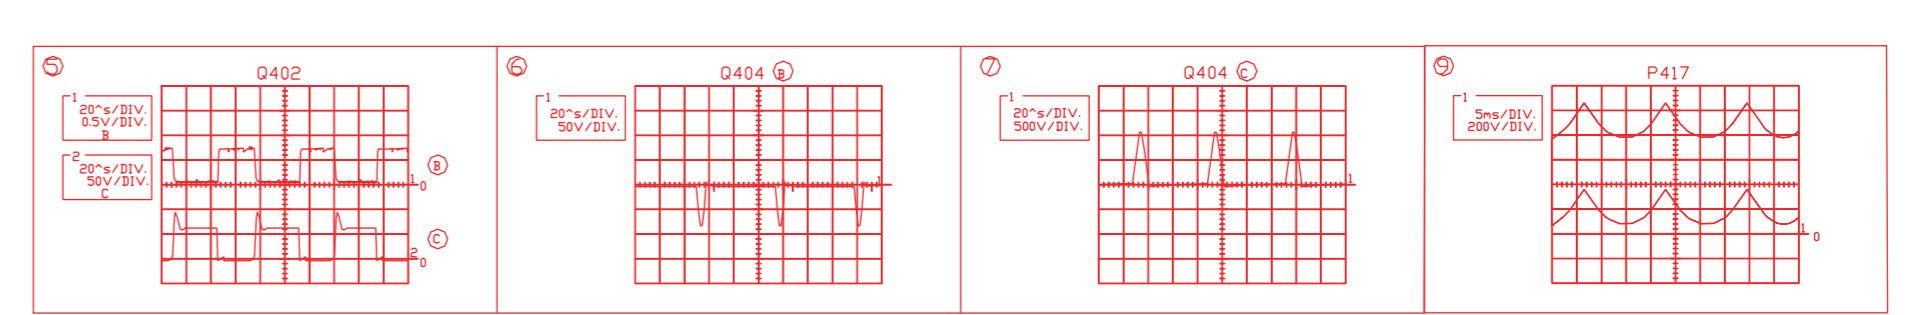 5
Q402
1
20^s/DIV.
0.5V/DIV.
B
2
20^s/DIV.
50V/DIV.
C
B
1
0
C
2
0
6
Q404 B
1
20^s/DIV.
50V/DIV.
1
7
Q404 C
1
20^s/DIV.
500V/DIV.
1
9
P417
1
5ms/DIV.
200V/DIV.
1
0